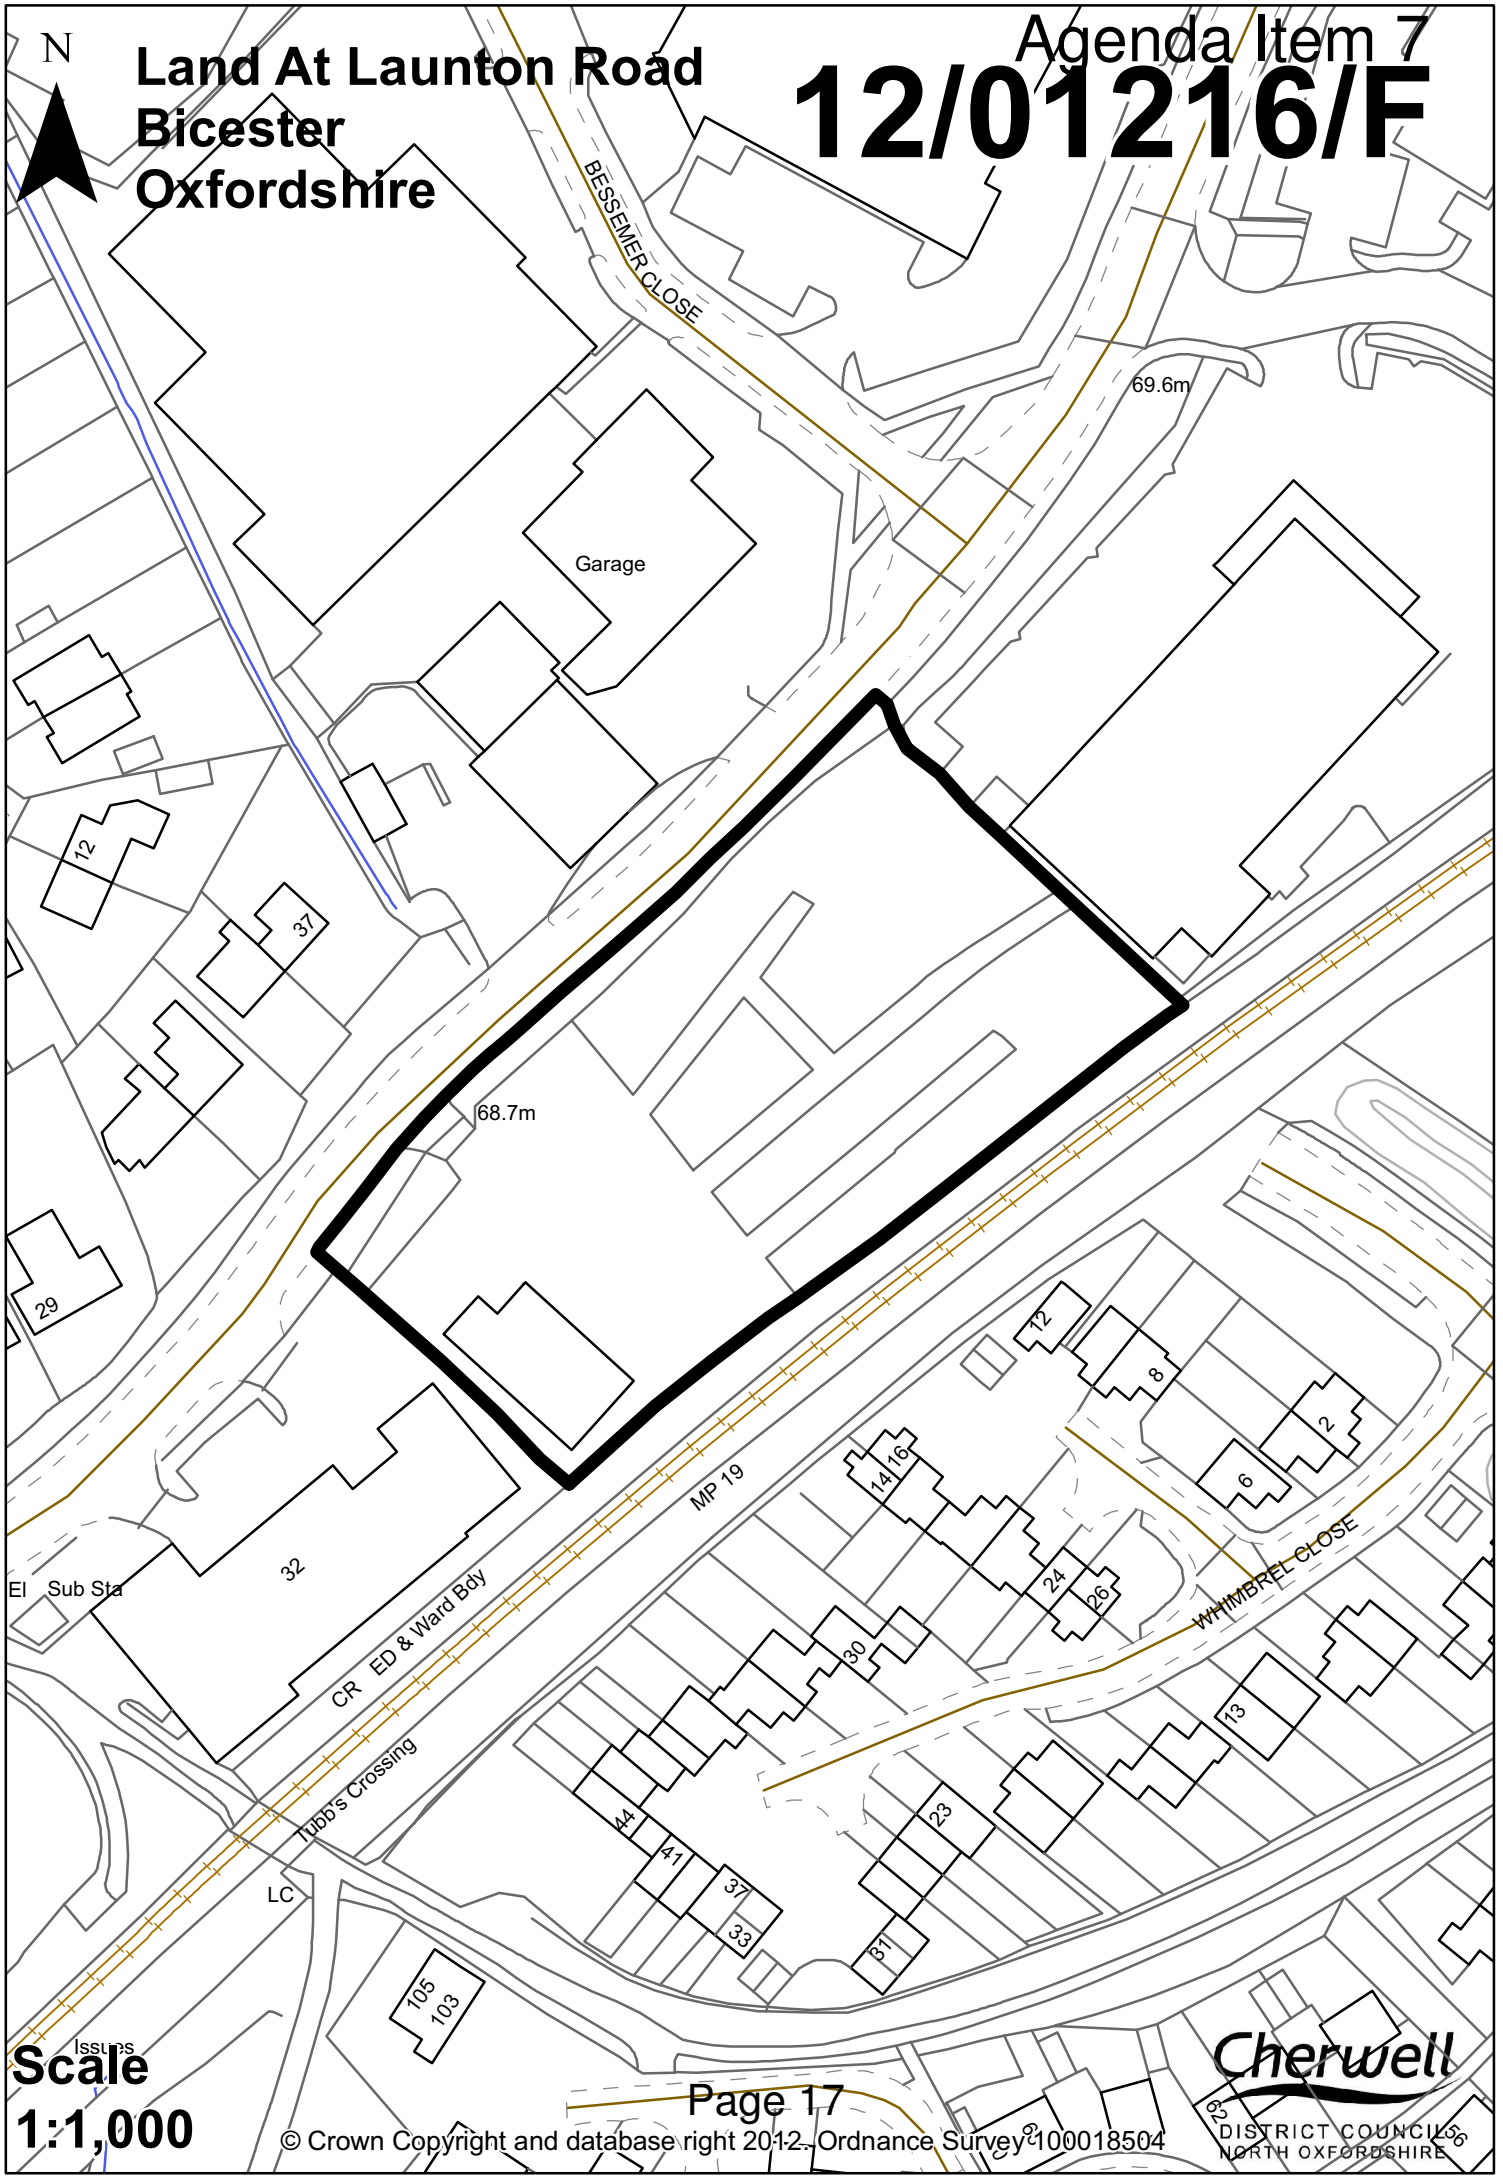 Agenda Item 7
N
Land At Launton Road
Bicester
Oxfordshire
12/01216/F
BESSEMER CLOSE
69.6m
Garage
12
37
68.7m
29
12
8
2
6
16
14
MP 19
24
26
WHIMBREL CLOSE
32
El Sub Sta
CR ED & Ward Bdy
30
13
Tubb's Crossing
44
23
41
37
33
31
LC
105
103
Issues
Scale
1:1,000
Page 17
© Crown Copyright and database right 2012. Ordnance Survey 100018504
62
56
Cherwell
DISTRICT COUNCIL
NORTH OXFORDSHIRE